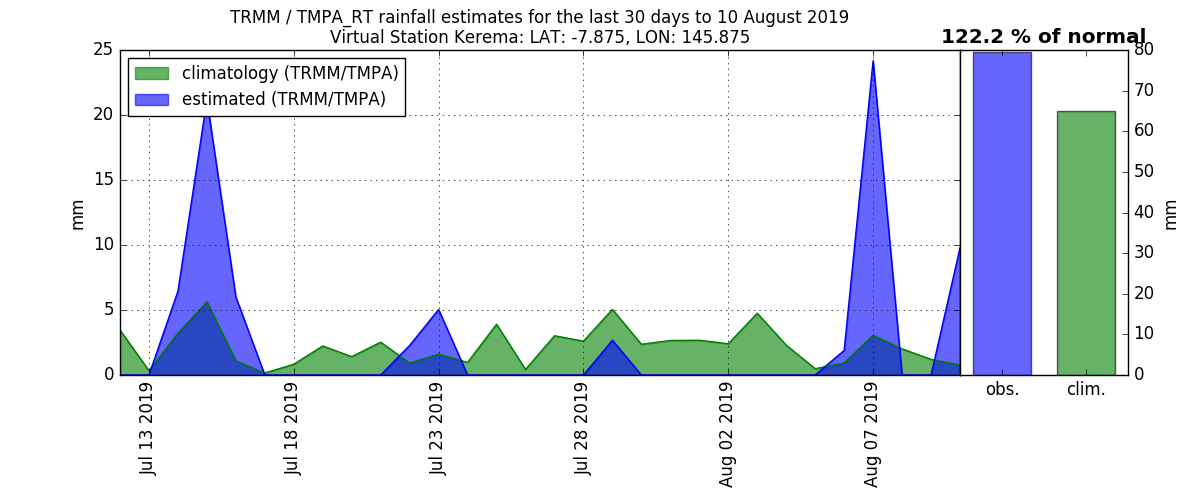 TRMM / TMPA_RT rainfall estimates for the last 30 days to 10 August 2019
Virtual Station Kerema: LAT: -7.875, LON: 145.875
122.2 % of normal
climatology (TRMM/TMPA)
estimated (TRMM/TMPA)
25
20
15
10
5
0
mm
Jul 13 2019
Jul 18 2019
Jul 23 2019
Jul 28 2019
Aug 02 2019
Aug 07 2019
80
70
60
50
40
30
20
10
0
mm
obs.
clim.